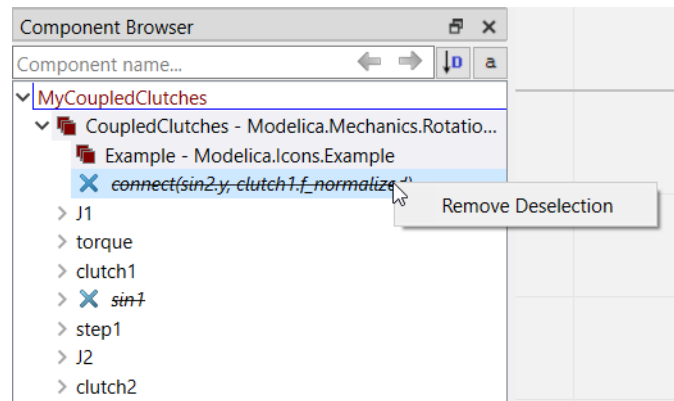 Component Browser
Component name...
D a
MyCoupledClutches
CoupledClutches - Modelica.Mechanics.Rotatio...
Example - Modelica.Icons.Example
connect(sin2.y, clutch1.f_normalized)
Remove Deselection
J1
torque
clutch1
sin1
step1
J2
clutch2